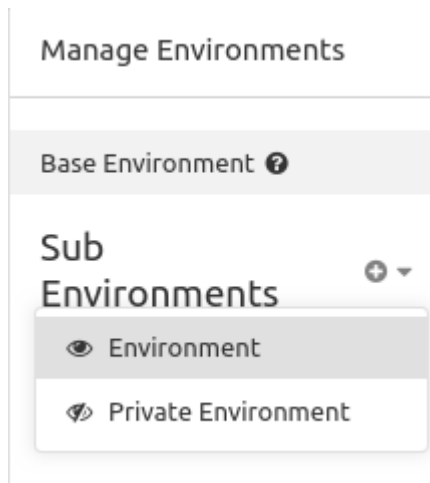 Manage Environments
Base Environment
Sub
Environments
Environment
Private Environment